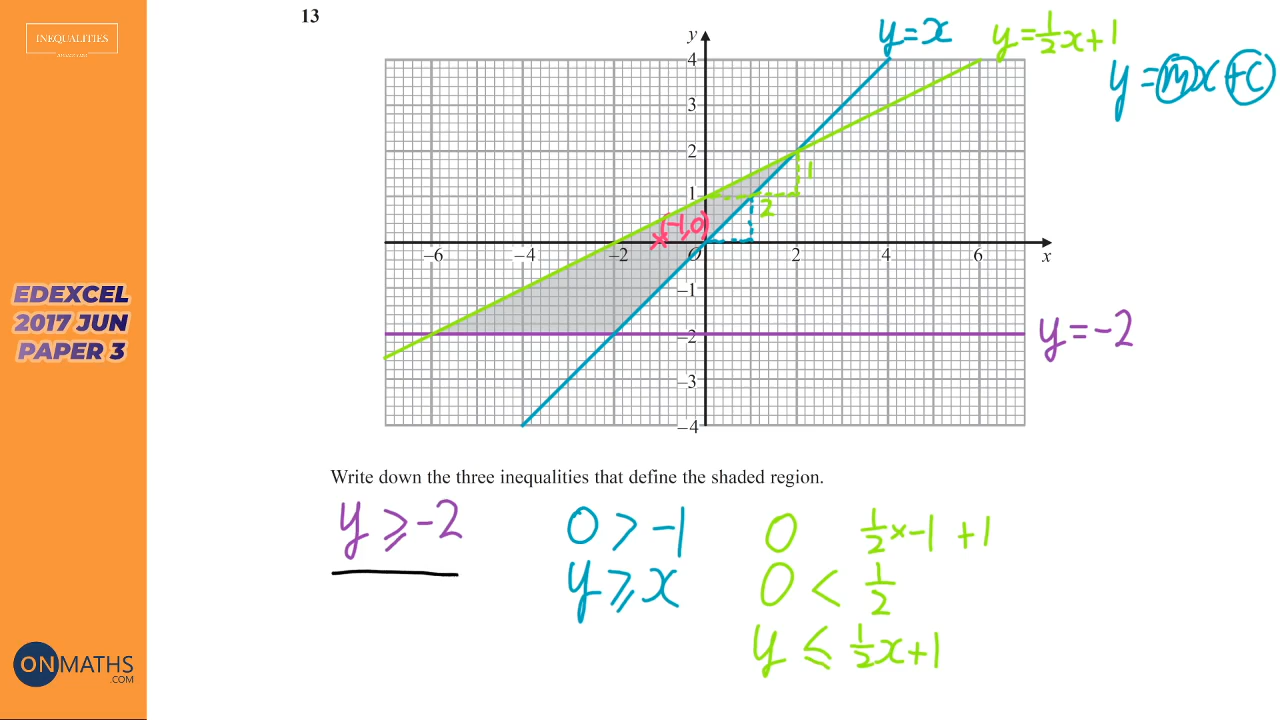 INEQUALITIES
13
y=x
y=½x+1
y=mx+c
y
4
3
2
1
1
2
(-1,0)
-6
-4
-2
O
2
4
6
x
-1
-2
y=-2
-3
-4
EDEXCEL
2017 JUN
PAPER 3
Write down the three inequalities that define the shaded region.
y ⩾ -2
0 > -1
y ⩾ x
0 ½×-1 +1
0 < ½
y ⩽ ½x+1
ONMATHS
.COM